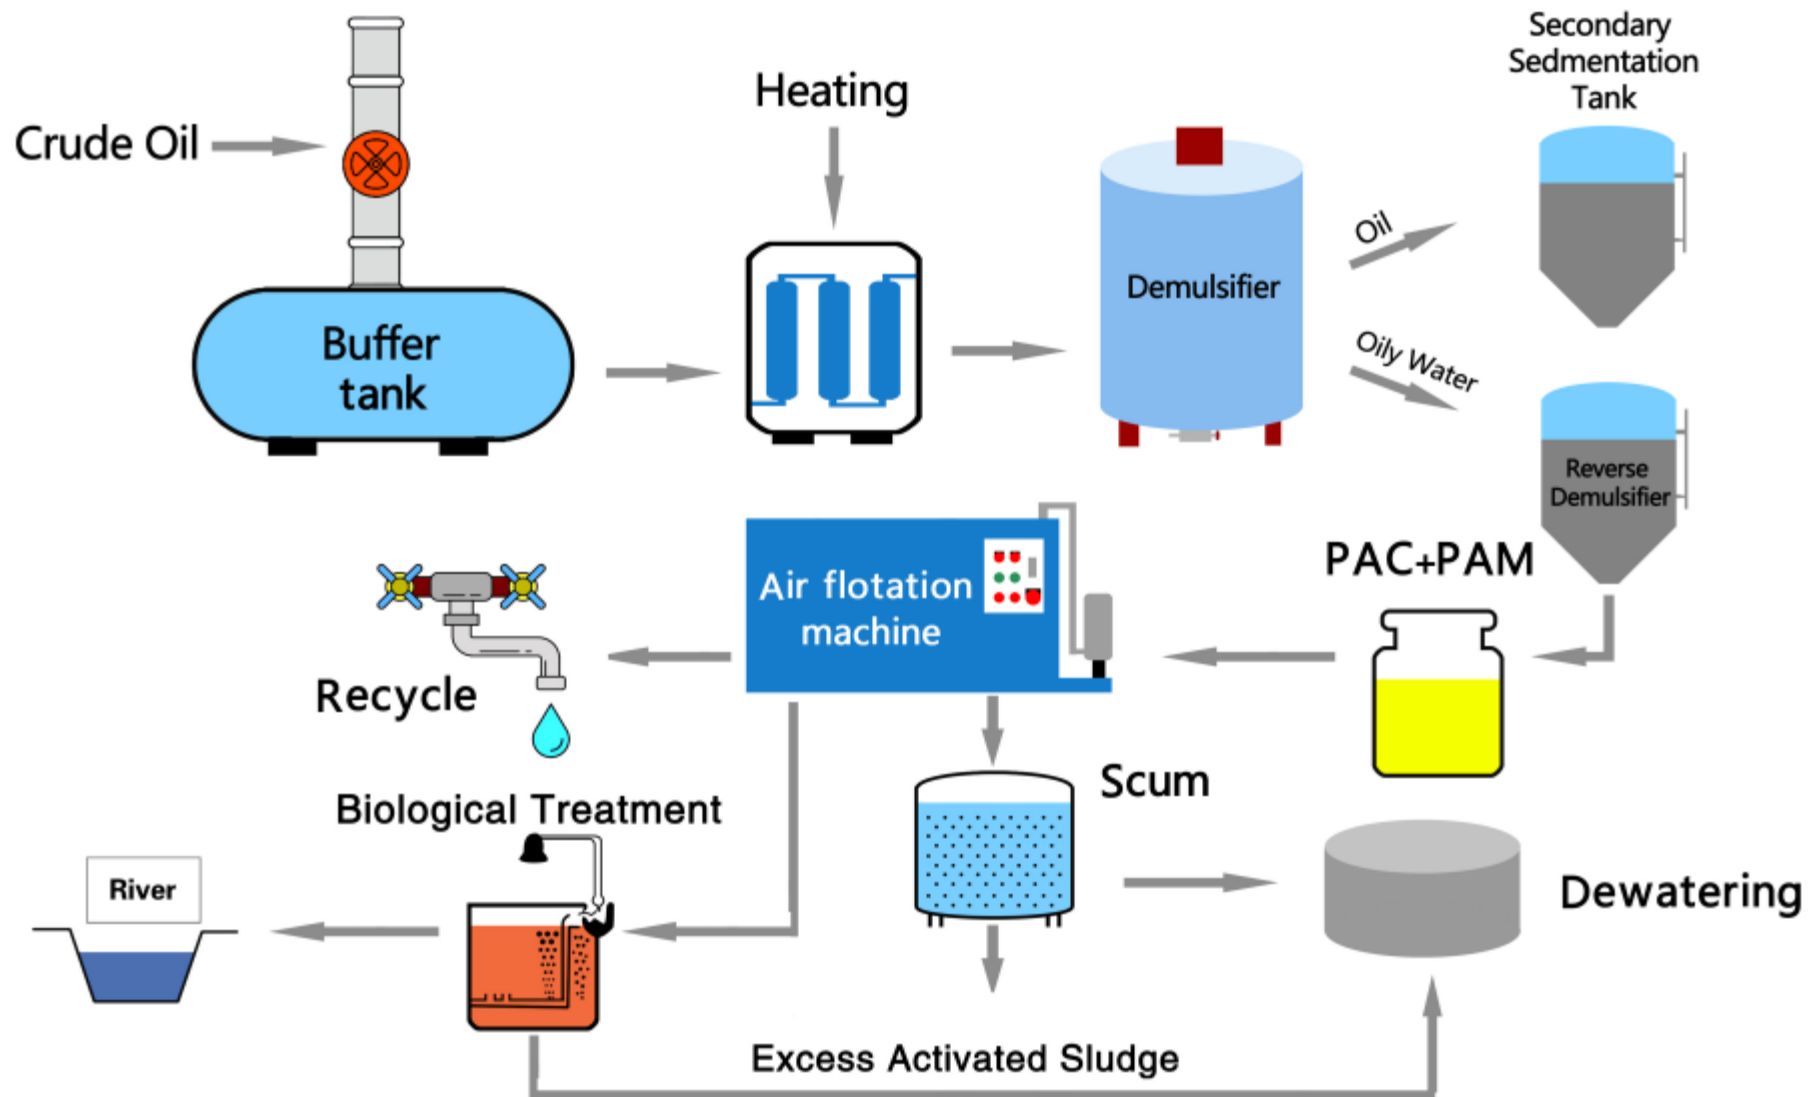 Secondary
Sedimentation
Tank
Heating
Crude Oil
Oil
Demulsifier
Buffer
tank
Oily Water
Reverse
Demulsifier
PAC+PAM
Air flotation
machine
Recycle
Scum
Biological Treatment
River
Dewatering
Excess Activated Sludge